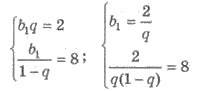 {b₁q = 2
b₁/(1−q) = 8;
{b₁ = 2/q
2/(q(1−q)) = 8